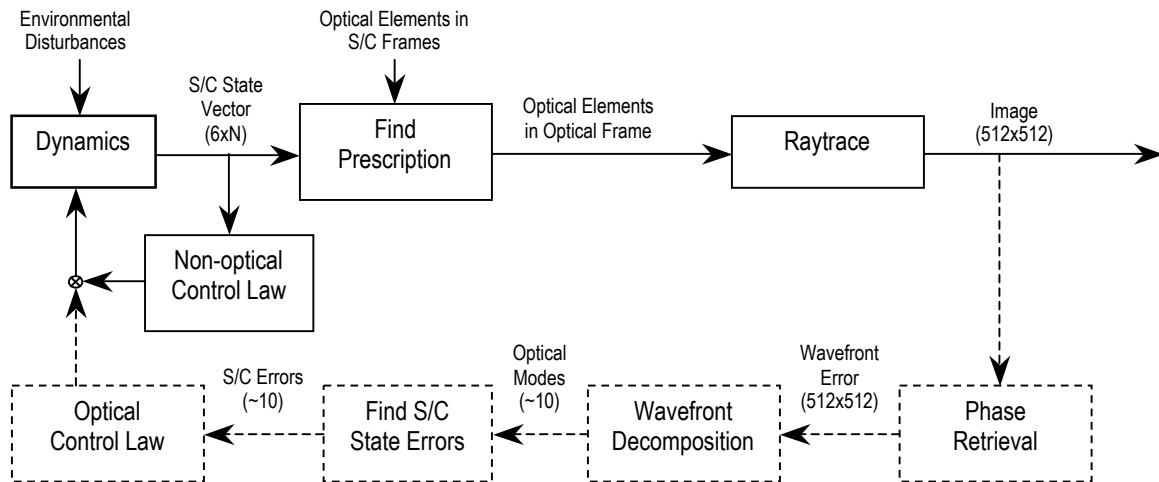 Environmental
Disturbances
Optical Elements in
S/C Frames
S/C State
Vector
(6xN)
Dynamics
Find
Prescription
Optical Elements
in Optical Frame
Raytrace
Image
(512x512)
Non-optical
Control Law
S/C Errors
(~10)
Optical
Modes
(~10)
Wavefront
Error
(512x512)
Optical
Control Law
Find S/C
State Errors
Wavefront
Decomposition
Phase
Retrieval